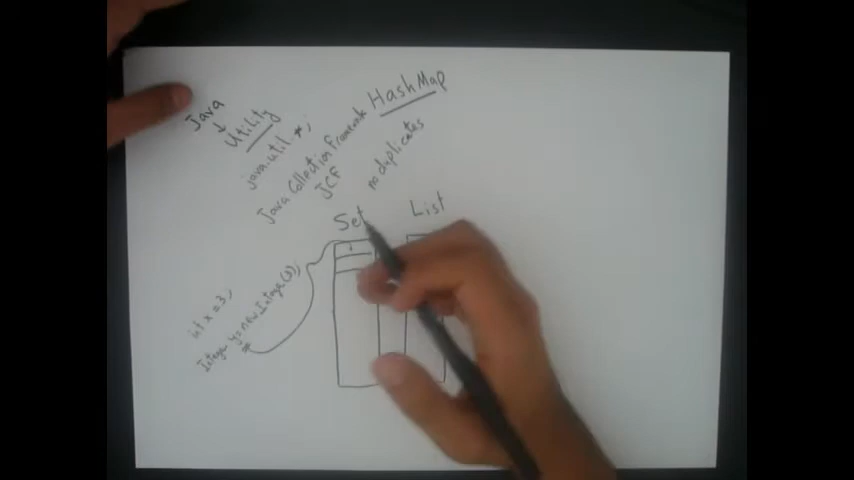 Java
Utility
java.util *;
Java Collection Framework
JCF
HashMap
no duplicates
Set
List
int x = 3;
Integer y = new Integer(3);